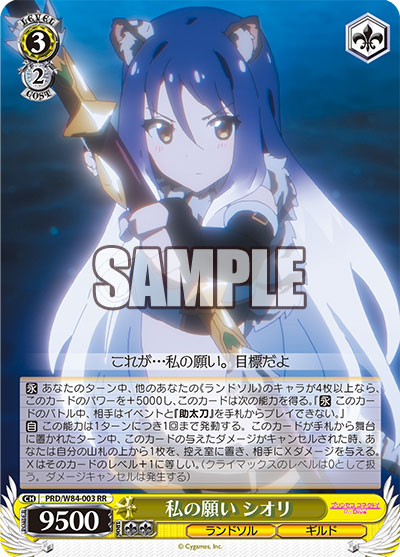 LEVEL
3
2
COST
SAMPLE
これが…私の願い。目標だよ
永 あなたのターン中、他のあなたの《ランドソル》のキャラが4枚以上なら、
このカードのパワーを+5000し、このカードは次の能力を得る。『永 このカ
ードのバトル中、相手はイベントと『助太刀』を手札からプレイできない。』
自 この能力は1ターンにつき1回まで発動する。このカードが手札から舞台
に置かれたターン中、このカードの与えたダメージがキャンセルされた時、
あなたは自分の山札の上から1枚を、控え室に置き、相手にXダメージを与え
る。Xはそのカードのレベル+1に等しい。(クライマックスのレベルは0として扱
う。ダメージキャンセルは発生する)
CH
PRD/W84-003 RR
POWER
9500
SOUL
私の願い シオリ
ランドソル
ギルド
プリンセスコネクト!
Re:Dive
© Cygames, Inc.